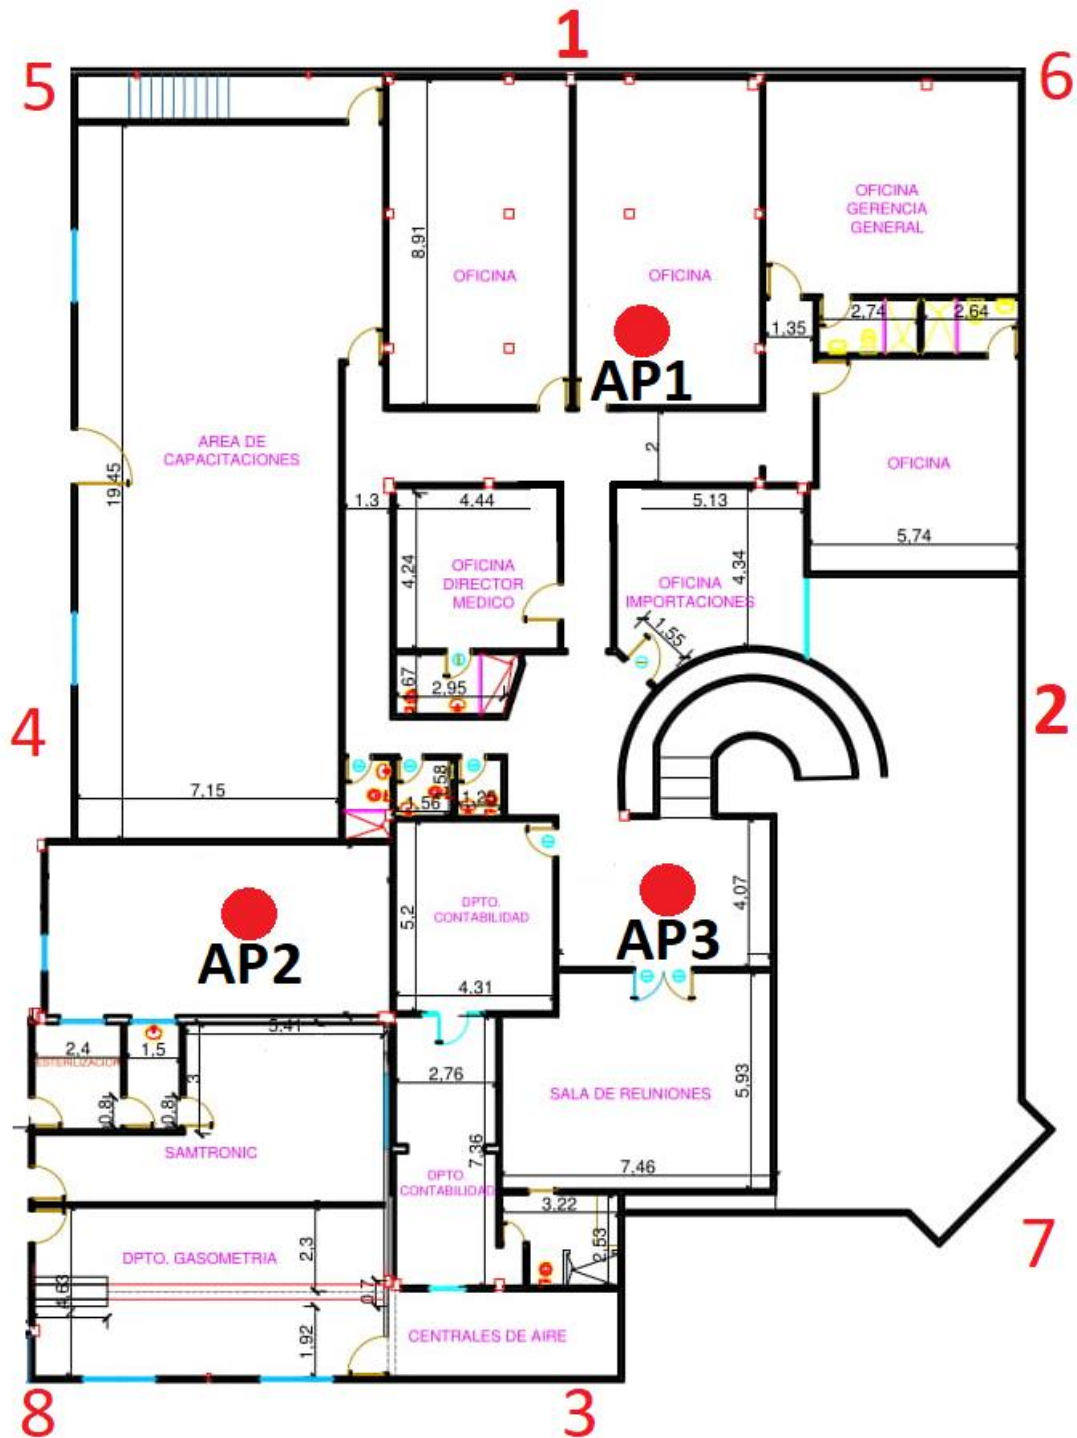 1
5
6
OFICINA
GERENCIA
GENERAL
8,91
OFICINA
OFICINA
2,74
2,64
1.35
AP1
AREA DE
CAPACITACIONES
19.45
2
OFICINA
1.3
4.44
5.13
5,74
4,24
OFICINA
DIRECTOR
MEDICO
OFICINA
IMPORTACIONES
4.34
1,55
2,95
2
4
7.15
5,2
DPTO.
CONTABILIDAD
4,07
AP2
AP3
4.31
5.41
2,4
1,5
ESTERILIZACION
3
2,76
SALA DE REUNIONES
5,93
SAMTRONIC
7,36
DPTO.
CONTABILIDAD
7,46
3.22
2,53
7
DPTO. GASOMETRIA
2,3
4,63
1,92
CENTRALES DE AIRE
8
3